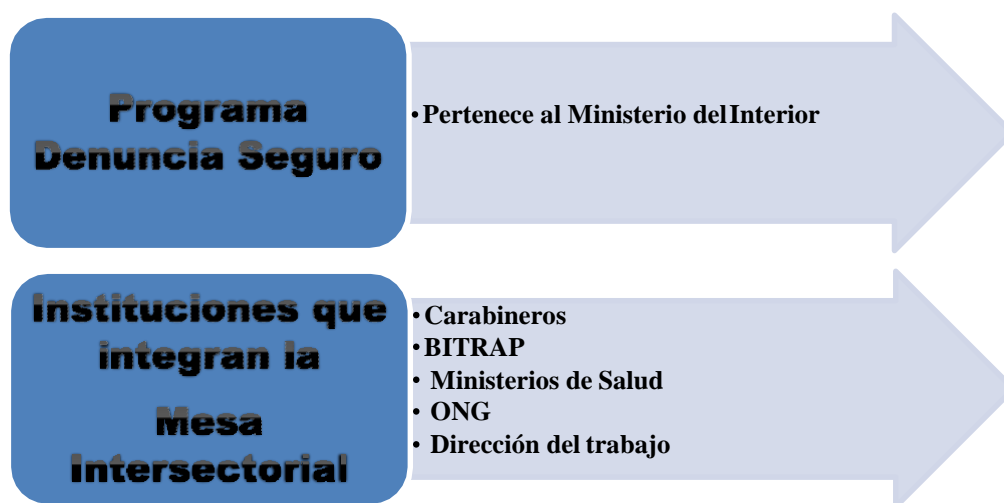 Programa
Denuncia Seguro
• Pertenece al Ministerio delInterior
Instituciones que
integran la
Mesa
Intersectorial
• Carabineros
• BITRAP
• Ministerios de Salud
• ONG
• Dirección del trabajo